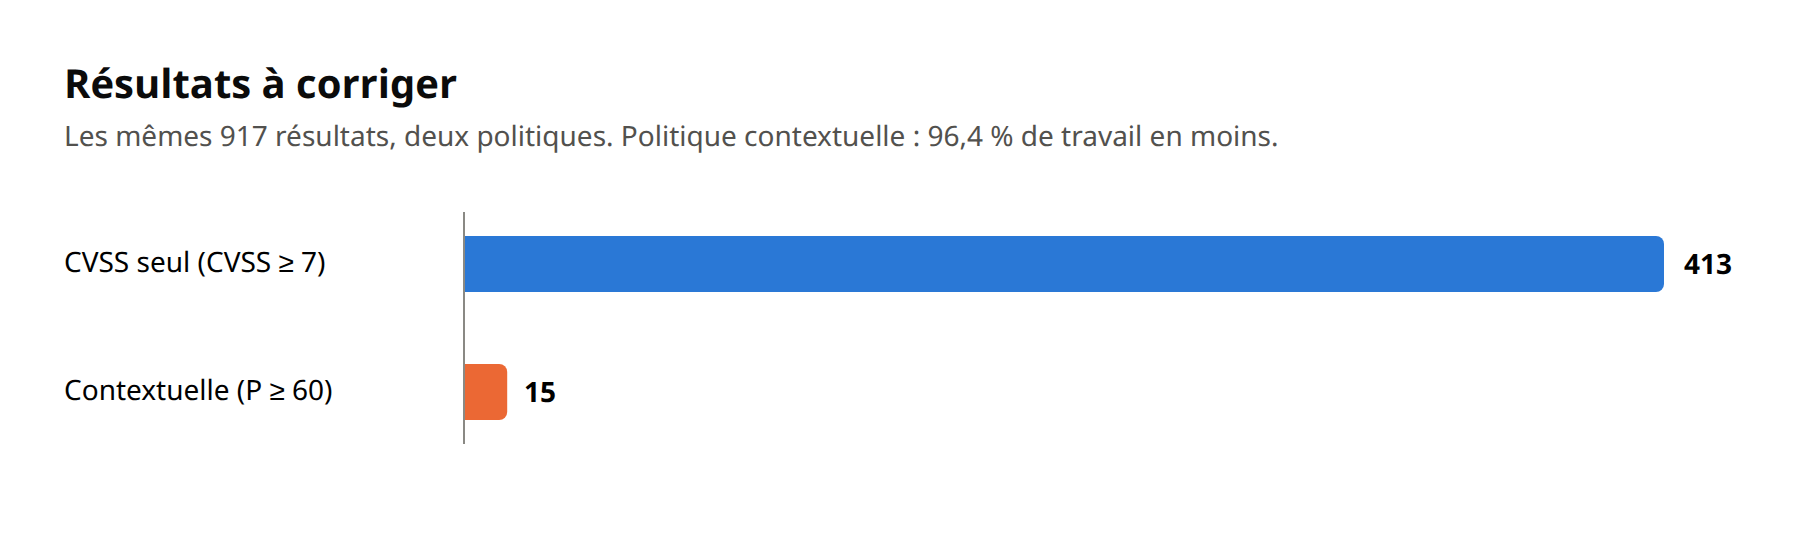 Résultats à corriger
Les mêmes 917 résultats, deux politiques. Politique contextuelle : 96,4 % de travail en moins.
CVSS seul (CVSS ≥ 7)
413
Contextuelle (P ≥ 60)
15